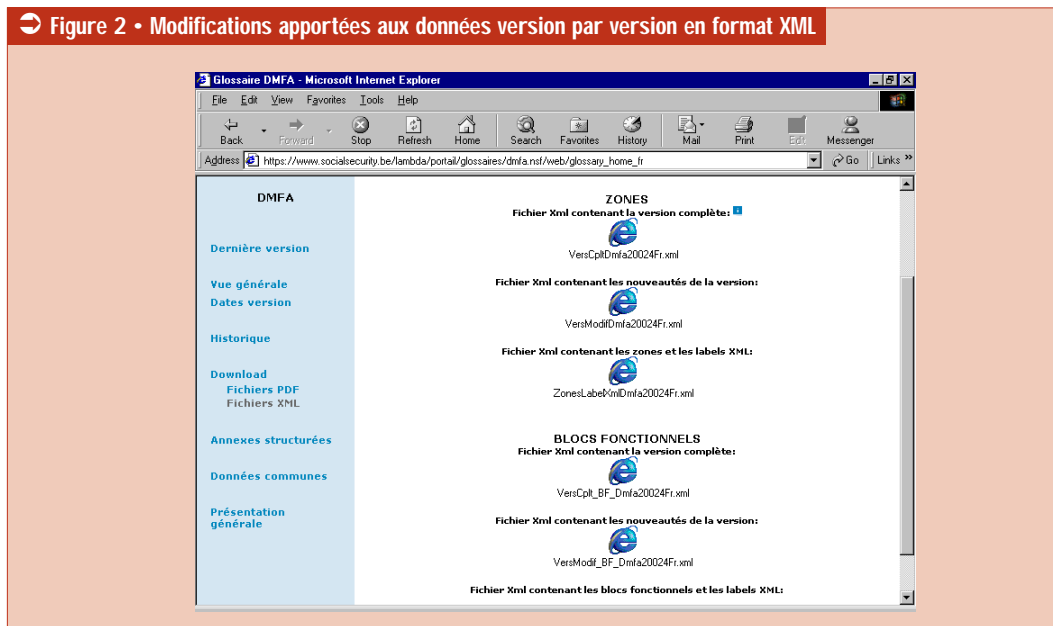 Figure 2 • Modifications apportées aux données version par version en format XML
Glossaire DMFA - Microsoft Internet Explorer
File Edit View Favorites Tools Help
Back Forward Stop Refresh Home Search Favorites History Mail Print Edit Messenger
Address https://www.socialsecurity.be/lambda/portail/glossaires/dmfa.nsf/web/glossary_home_fr Go Links »
DMFA
Dernière version
Vue générale
Dates version
Historique
Download
Fichiers PDF
Fichiers XML
Annexes structurées
Données communes
Présentation
générale
ZONES
Fichier Xml contenant la version complète:
VersCpltDmfa20024Fr.xml
Fichier Xml contenant les nouveautés de la version:
VersModifDmfa20024Fr.xml
Fichier Xml contenant les zones et les labels XML:
ZonesLabelXmlDmfa20024Fr.xml
BLOCS FONCTIONNELS
Fichier Xml contenant la version complète:
VersCplt_BF_Dmfa20024Fr.xml
Fichier Xml contenant les nouveautés de la version:
VersModif_BF_Dmfa20024Fr.xml
Fichier Xml contenant les blocs fonctionnels et les labels XML: